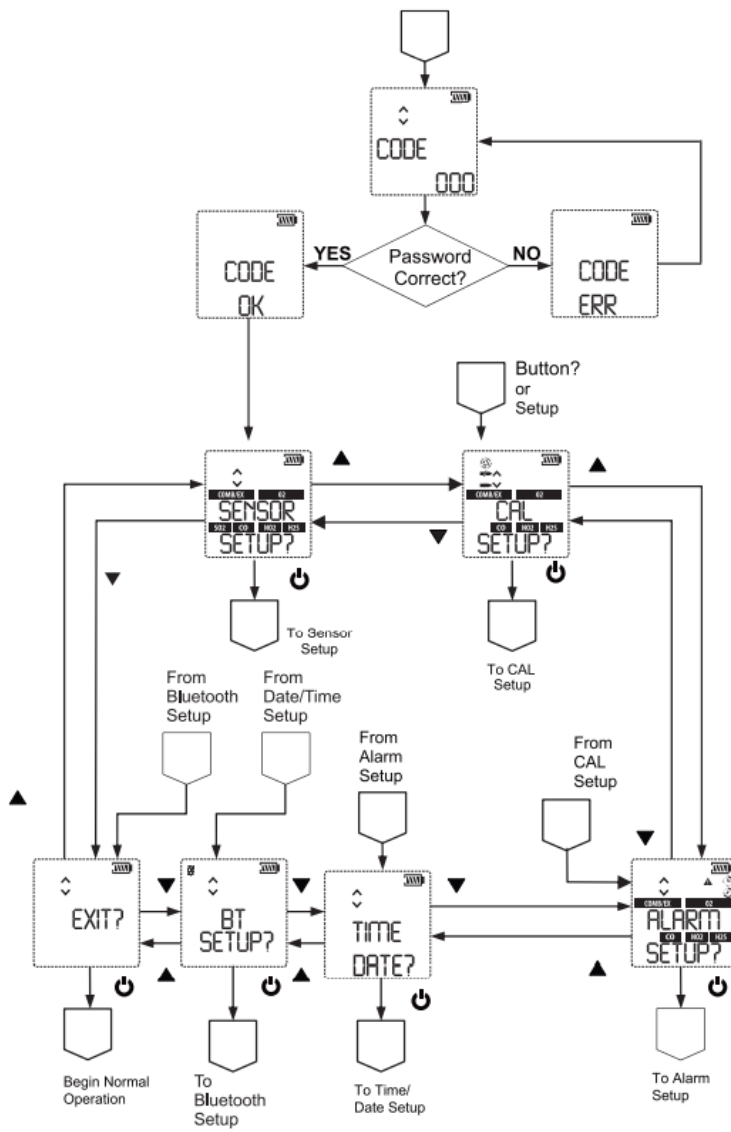 CODE
000
YES
Password
Correct?
NO
CODE
OK
CODE
ERR
Button?
or
Setup
COMB/EX O2
SENSOR
SO2 CO NO2 H2S
SETUP?
COMB/EX O2
CAL
CO NO2 H2S
SETUP?
To Sensor
Setup
To CAL
Setup
From
Bluetooth
Setup
From
Date/Time
Setup
From
Alarm
Setup
From
CAL
Setup
EXIT?
BT
SETUP?
TIME
DATE?
COMB/EX O2
ALARM
CO NO2 H2S
SETUP?
Begin Normal
Operation
To
Bluetooth
Setup
To Time/
Date Setup
To Alarm
Setup